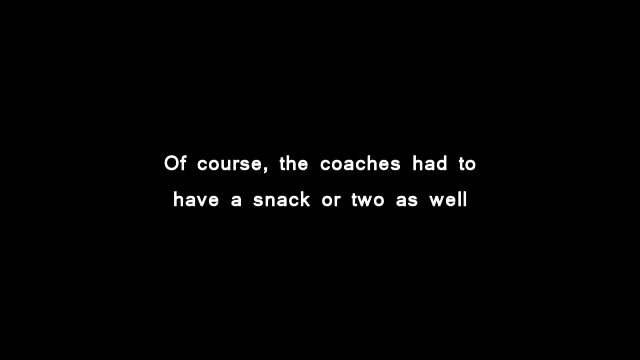 Of course, the coaches had to
have a snack or two as well